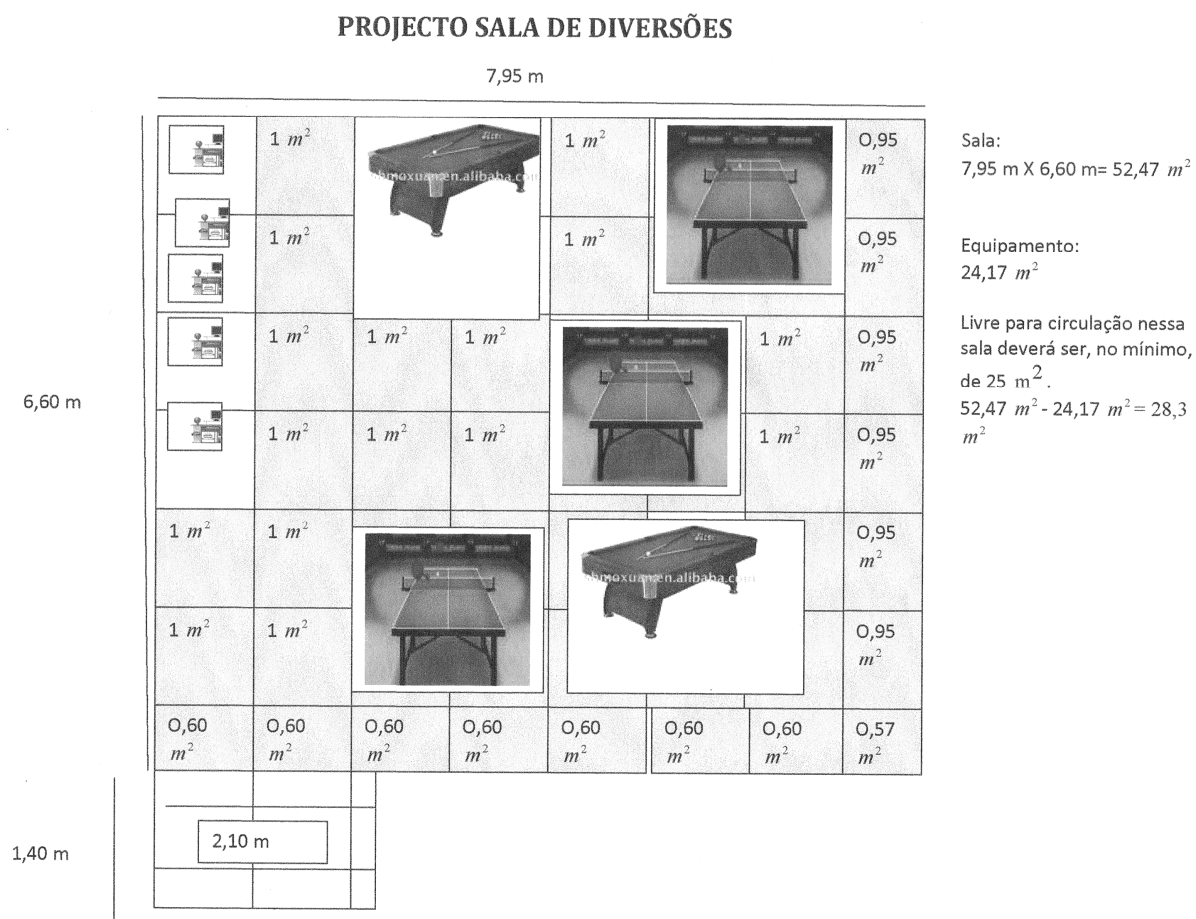 PROJECTO SALA DE DIVERSÕES
7,95 m
1 m²
1 m²
0,95
m²
1 m²
1 m²
0,95
m²
1 m²
1 m²
1 m²
1 m²
0,95
m²
1 m²
1 m²
1 m²
1 m²
0,95
m²
1 m²
1 m²
0,95
m²
1 m²
1 m²
0,95
m²
0,60
m²
0,60
m²
0,60
m²
0,60
m²
0,60
m²
0,60
m²
0,60
m²
0,57
m²
6,60 m
2,10 m
1,40 m
Sala:
7,95 m X 6,60 m= 52,47 m²
Equipamento:
24,17 m²
Livre para circulação nessa
sala deverá ser, no mínimo,
de 25 m² .
52,47 m² - 24,17 m² = 28,3
m²